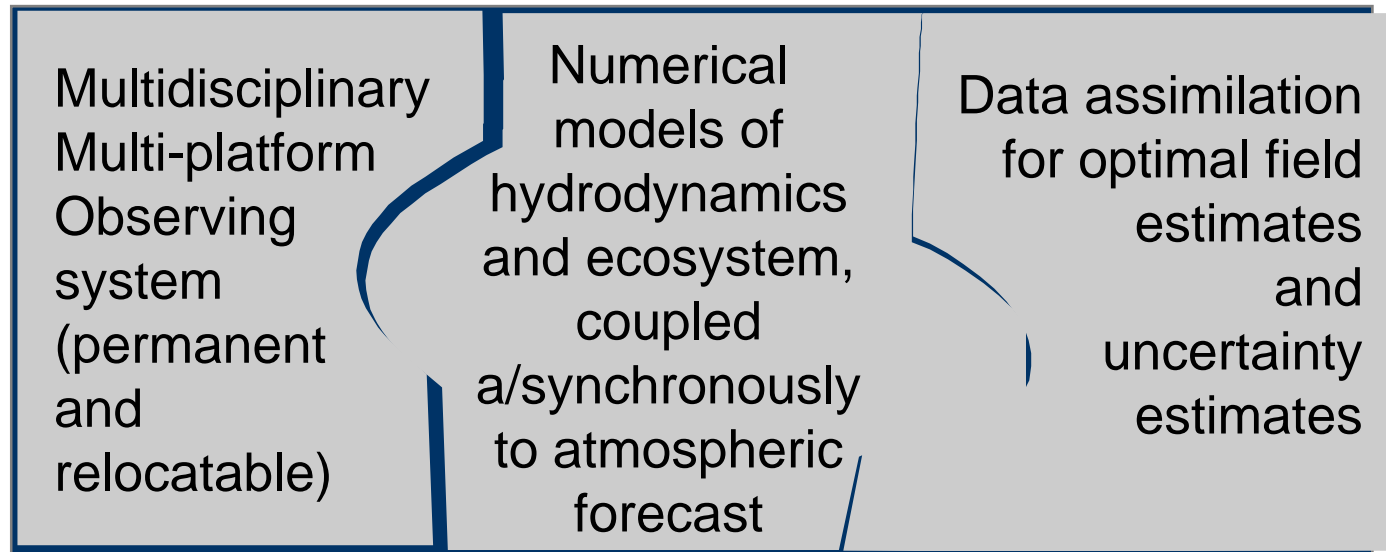 Multidisciplinary
Multi-platform
Observing
system
(permanent
and
relocatable)
Numerical
models of
hydrodynamics
and ecosystem,
coupled
a/synchronously
to atmospheric
forecast
Data assimilation
for optimal field
estimates
and
uncertainty
estimates